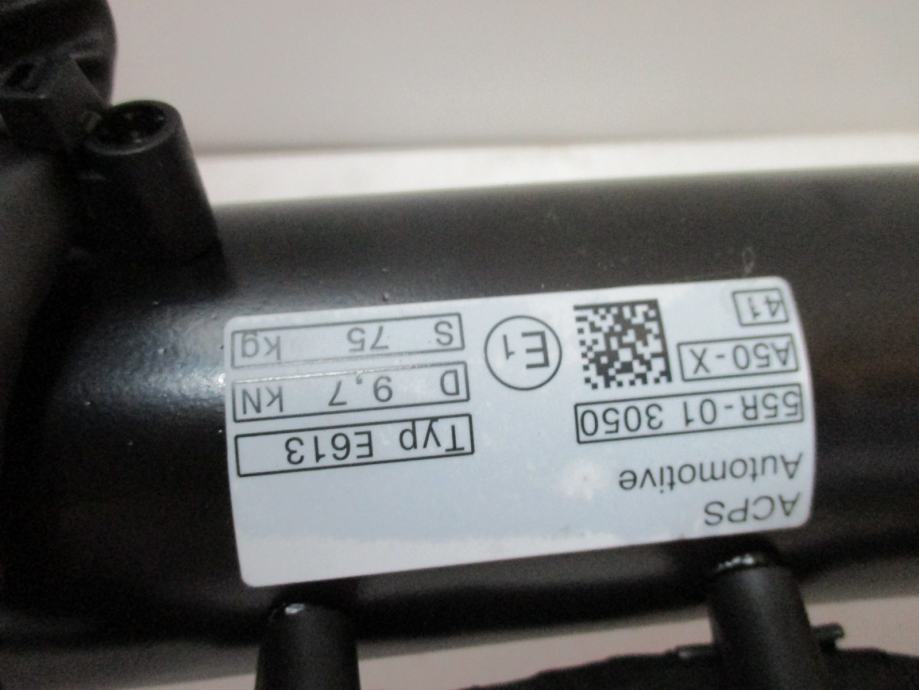 ACPS
Automotive
55R-01 3050
Typ E613
A50-X
E1
D 9,7 kN
41
S 75 kg